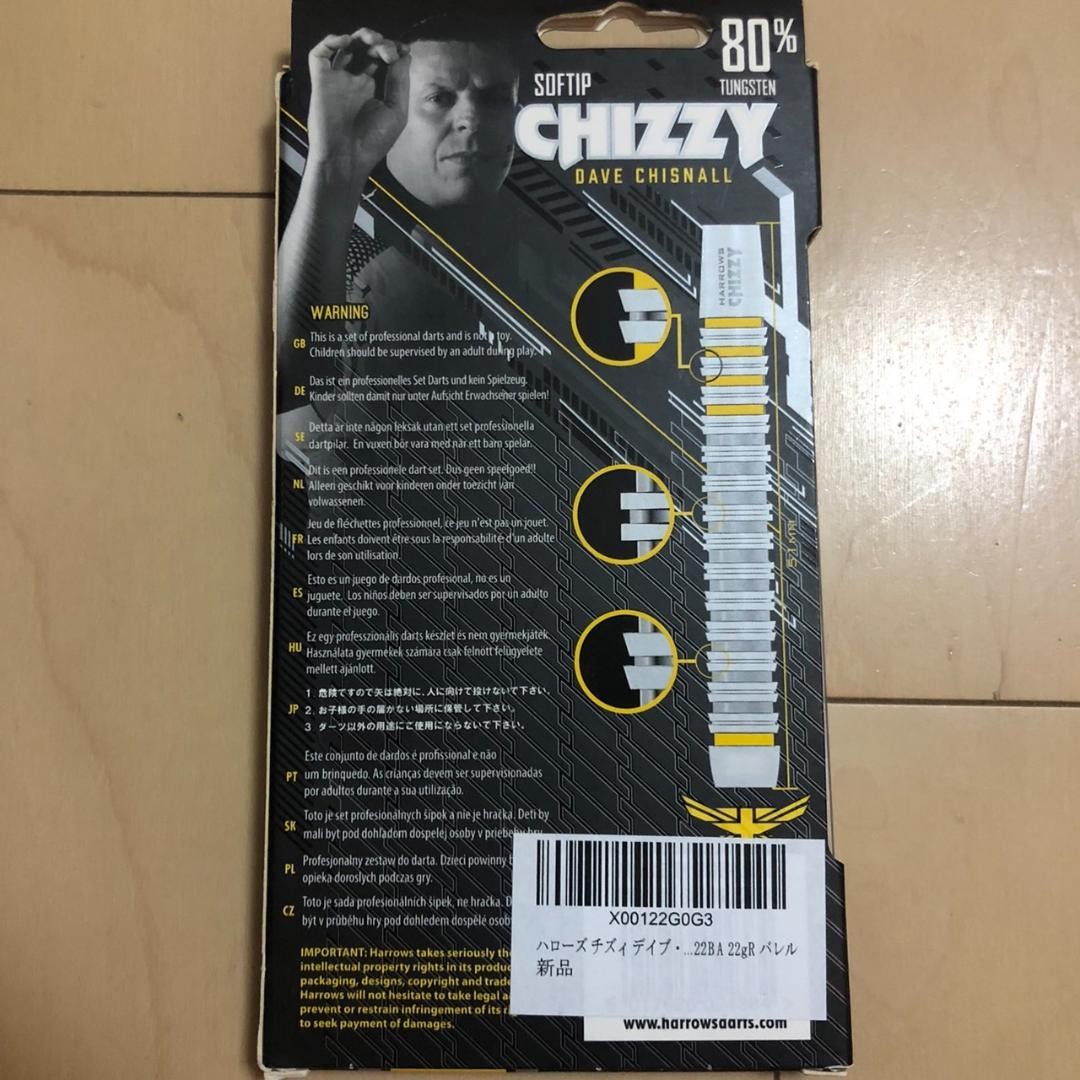 80%
TUNGSTEN
SOFTIP
CHIZZY
DAVE CHISNALL
HARROWS
CHIZZY
51MM
WARNING
GB This is a set of professional darts and is not a toy.
Children should be supervised by an adult during play.
DE Das ist ein professionelles Set Darts und kein Spielzeug.
Kinder sollten damit nur unter Aufsicht Erwachsener spielen!
SE Detta är inte någon leksak utan ett set professionella
dartpilar. En vuxen bör vara med när ett barn spelar.
NL Dit is een professionele dart set. Dus geen speelgoed!!
Alleen geschikt voor kinderen onder toezicht van
volwassenen.
FR Jeu de fléchettes professionnel, ce jeu n'est pas un jouet.
Les enfants doivent être sous la responsabilité d'un adulte
lors de son utilisation.
ES Esto es un juego de dardos profesional, no es un
juguete. Los niños deben ser supervisados por un adulto
durante el juego.
HU Ez egy professzionális darts készlet és nem gyermekjáték.
Használata gyermekek számára csak felnőtt felügyelete
mellett ajánlott.
JP 1. 危険ですので矢は絶対に、人に向けて投げないで下さい。
2. お子様の手の届かない場所に保管して下さい。
3 ダーツ以外の用途にご使用にならないで下さい。
PT Este conjunto de dardos é profissional e não
um brinquedo. As crianças devem ser supervisionadas
por adultos durante a sua utilização.
SK Toto je set profesionálnych šipok a nie je hračka. Deti by
mali byt pod dohľadom dospelej osoby v priebehu hry
PL Profesjonalny zestaw do darta. Dzieci powinny
opieka doroslych podczas gry.
CZ Toto je sada profesionálních šipek, ne hračka.
být v průběhu hry pod dohledem dospělé
IMPORTANT: Harrows takes seriously
intellectual property rights in its
packaging, designs, copyright and
Harrows will not hesitate to take legal
prevent or restrain infringement of its
to seek payment of damages.
X00122G0G3
ハローズ チズィ デイブ・...22BA 22gR バレル
新品
www.harrowsdarts.com